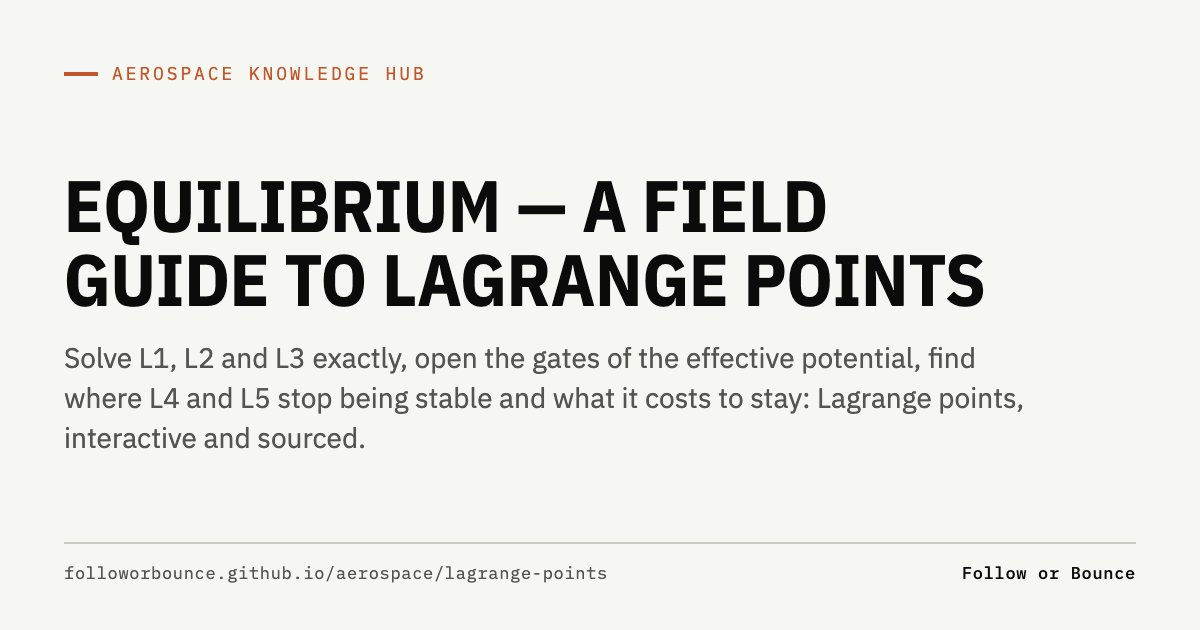 AEROSPACE KNOWLEDGE HUB
EQUILIBRIUM — A FIELD
GUIDE TO LAGRANGE POINTS
Solve L1, L2 and L3 exactly, open the gates of the effective potential, find
where L4 and L5 stop being stable and what it costs to stay: Lagrange points,
interactive and sourced.
followorbounce.github.io/aerospace/lagrange-points
Follow or Bounce